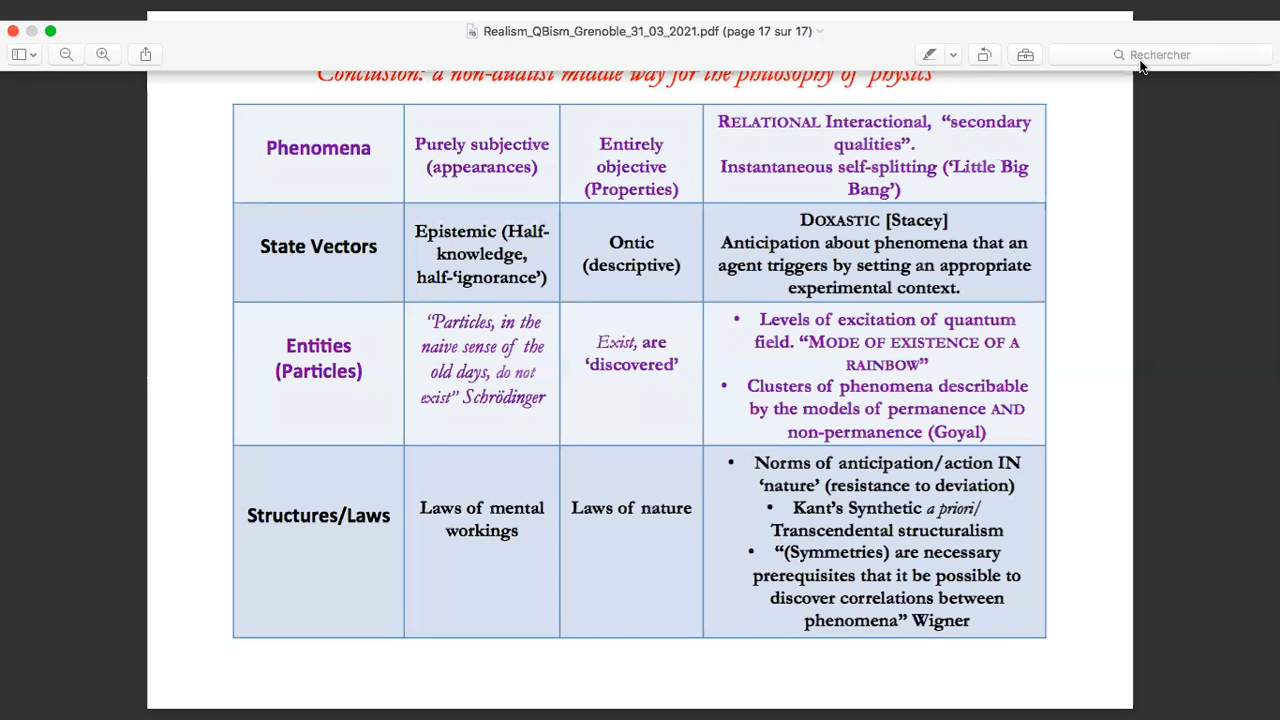 Realism_QBism_Grenoble_31_03_2021.pdf (page 17 sur 17)
Rechercher
Conclusion: a non-dualist middle way for the philosophy of physics
Phenomena
Purely subjective
(appearances)
Entirely
objective
(Properties)
RELATIONAL Interactional, “secondary
qualities”.
Instantaneous self-splitting (‘Little Big
Bang’)
State Vectors
Epistemic (Half-
knowledge,
half-‘ignorance’)
Ontic
(descriptive)
DOXASTIC [Stacey]
Anticipation about phenomena that an
agent triggers by setting an appropriate
experimental context.
Entities
(Particles)
“Particles, in the
naive sense of the
old days, do not
exist” Schrödinger
Exist, are
‘discovered’
• Levels of excitation of quantum
field. “MODE OF EXISTENCE OF A
RAINBOW”
• Clusters of phenomena describable
by the models of permanence AND
non-permanence (Goyal)
Structures/Laws
Laws of mental
workings
Laws of nature
• Norms of anticipation/action IN
‘nature’ (resistance to deviation)
• Kant’s Synthetic a priori/
Transcendental structuralism
• “(Symmetries) are necessary
prerequisites that it be possible to
discover correlations between
phenomena” Wigner